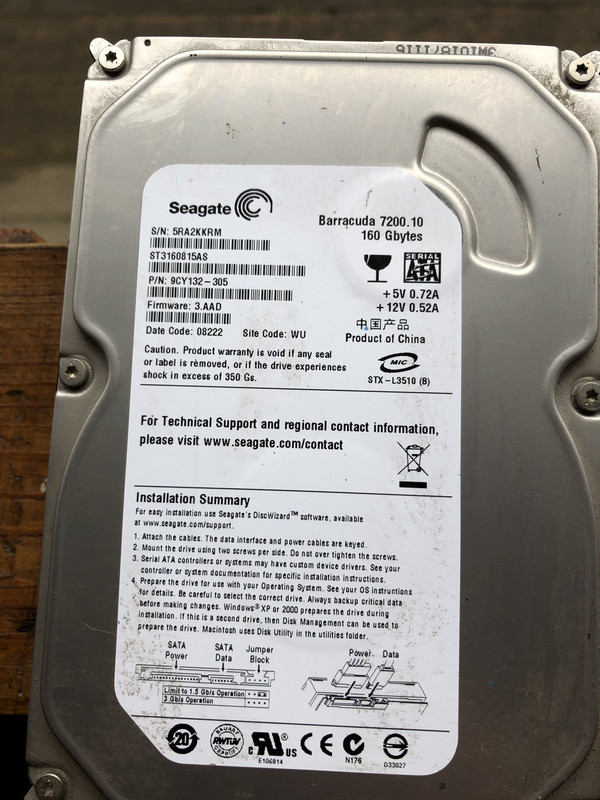 Seagate
Barracuda 7200.10
160 Gbytes
S/N: 5RA2KKRM
ST3160815AS
P/N: 9CY132-305
Firmware: 3.AAD
Date Code: 08222 Site Code: WU
SERIAL
ATA
+5V 0.72A
+12V 0.52A
中国产品
Product of China
Caution. Product warranty is void if any seal
or label is removed, or if the drive experiences
shock in excess of 350 Gs.
MIC
STX-L3510 (B)
For Technical Support and regional contact information,
please visit www.seagate.com/contact
Installation Summary
For easy installation use Seagate's DiscWizard™ software, available
at www.seagate.com/support.
1. Attach the cables. The data interface and power cables are keyed.
2. Mount the drive using two screws per side. Do not over tighten the screws.
3. Serial ATA controllers or systems may have custom device drivers. See your
controller or system documentation for specific installation instructions.
4. Prepare the drive for use with your Operating System. See your OS instructions
for details. Be careful to select the correct drive. Always backup critical data
before making changes. Windows® XP or 2000 prepares the drive during
installation. If this is a second drive, then Disk Management can be used to
prepare the drive. Macintosh uses Disk Utility in the utilities folder.
SATA Power
SATA Data
Jumper Block
Power Data
Limit to 1.5 Gb/s Operation
3 Gb/s Operation
20
BAUART
RWTÜV
GEPRÜFT
c RU® US
E106814
CE
N176
D33027